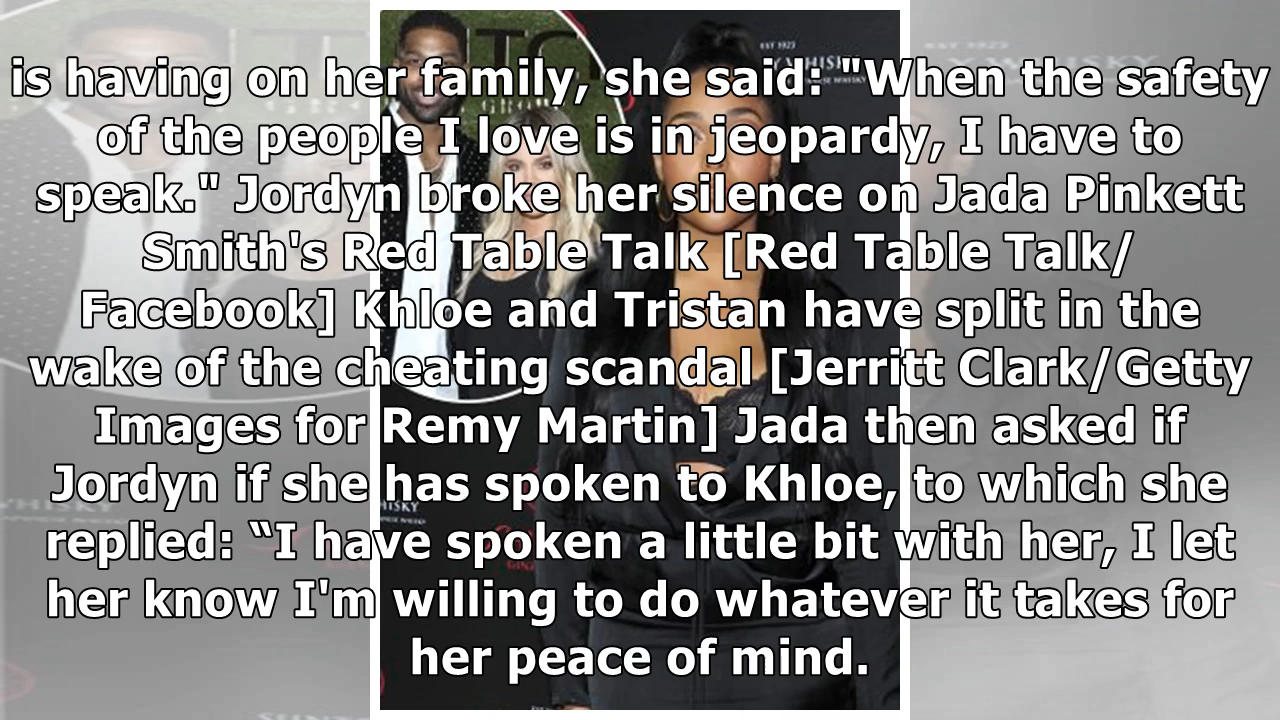 is having on her family, she said: "When the safety
of the people I love is in jeopardy, I have to
speak." Jordyn broke her silence on Jada Pinkett
Smith's Red Table Talk [Red Table Talk/
Facebook] Khloe and Tristan have split in the
wake of the cheating scandal [Jerritt Clark/Getty
Images for Remy Martin] Jada then asked if
Jordyn if she has spoken to Khloe, to which she
replied: “I have spoken a little bit with her, I let
her know I'm willing to do whatever it takes for
her peace of mind.